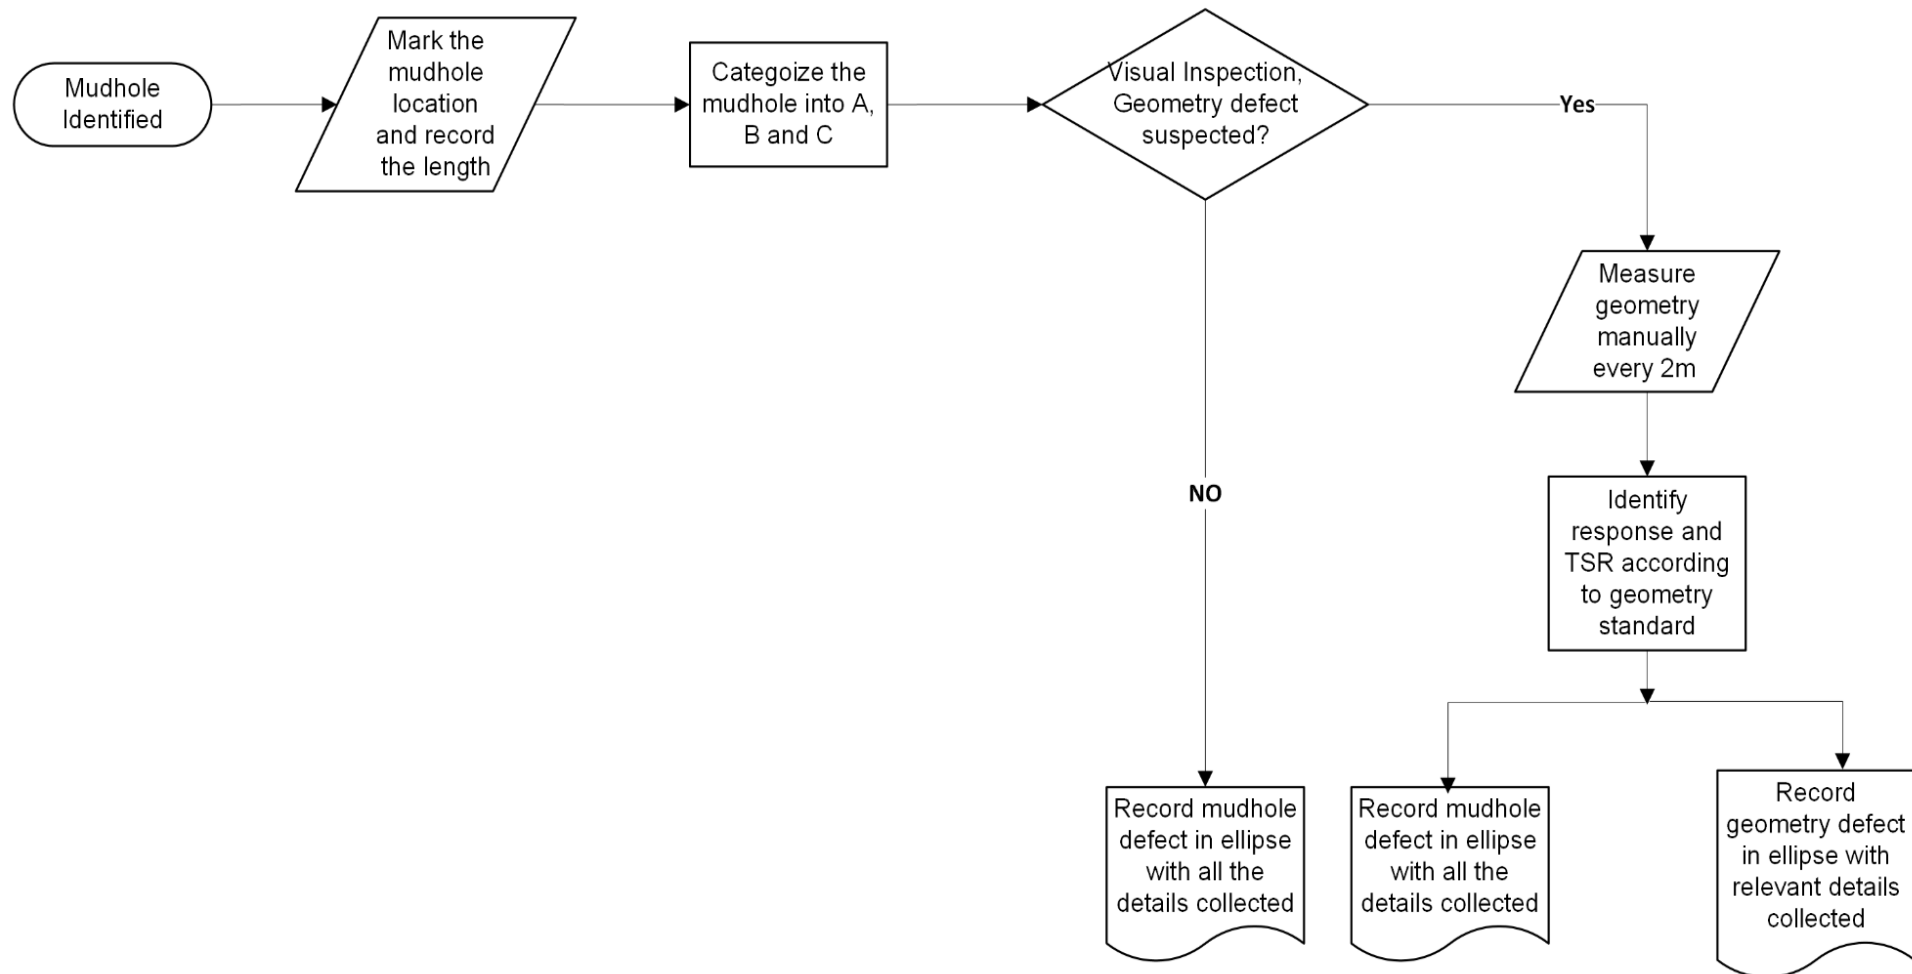 Mudhole
Identified
Mark the
mudhole
location
and record
the length
Categoize the
mudhole into A,
B and C
Visual Inspection,
Geometry defect
suspected?
Yes
Measure
geometry
manually
every 2m
NO
Identify
response and
TSR according
to geometry
standard
Record mudhole
defect in ellipse
with all the
details collected
Record mudhole
defect in ellipse
with all the
details collected
Record
geometry defect
in ellipse with
relevant details
collected